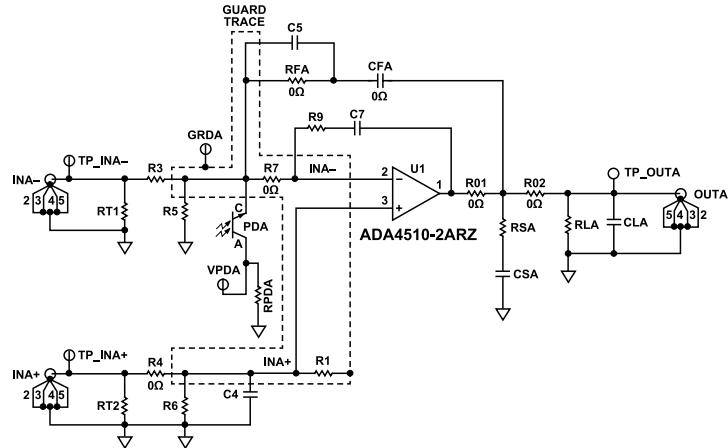 GUARD
TRACE
C5
RFA
0Ω
CFA
0Ω
GRDA
R9
C7
TP_INA–
INA–
R3
R7
0Ω
INA–
2
–
U1
1
R01
0Ω
R02
0Ω
TP_OUTA
OUTA
2 3 4 5
RT1
R5
C
PDA
A
3
+
ADA4510-2ARZ
RSA
RLA
CLA
5 4 3 2
VPDA
RPDA
CSA
TP_INA+
INA+
R4
0Ω
INA+
R1
2 3 4 5
RT2
R6
C4